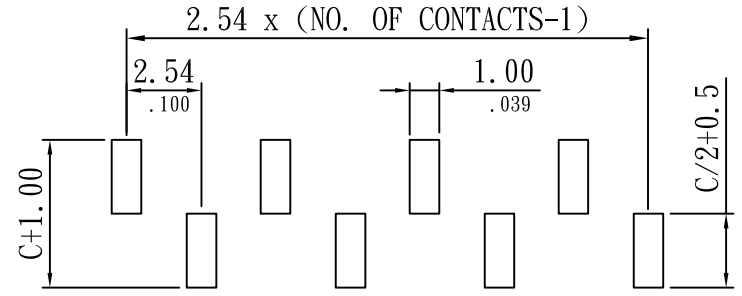 2.54 x (NO. OF CONTACTS-1)
2.54
.100
1.00
.039
C/2+0.5
C+1.00